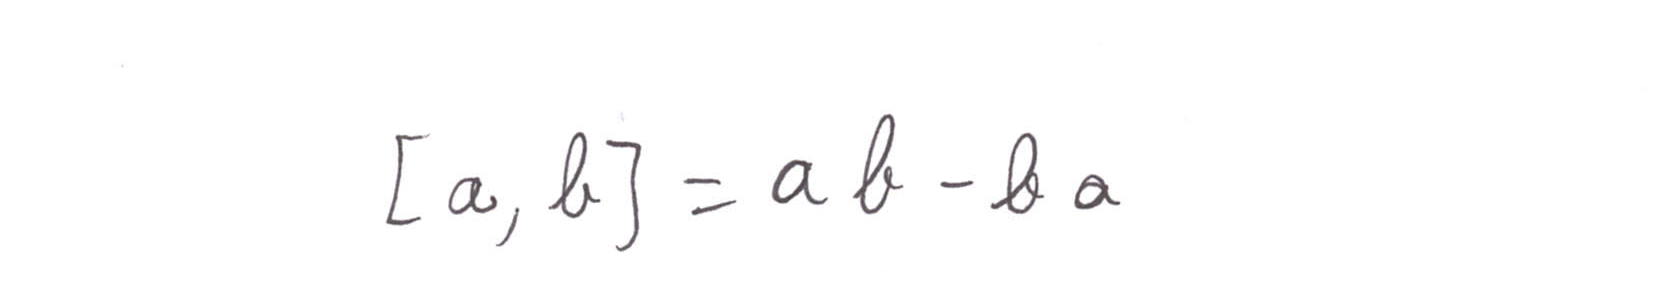 [a, b] = ab - ba